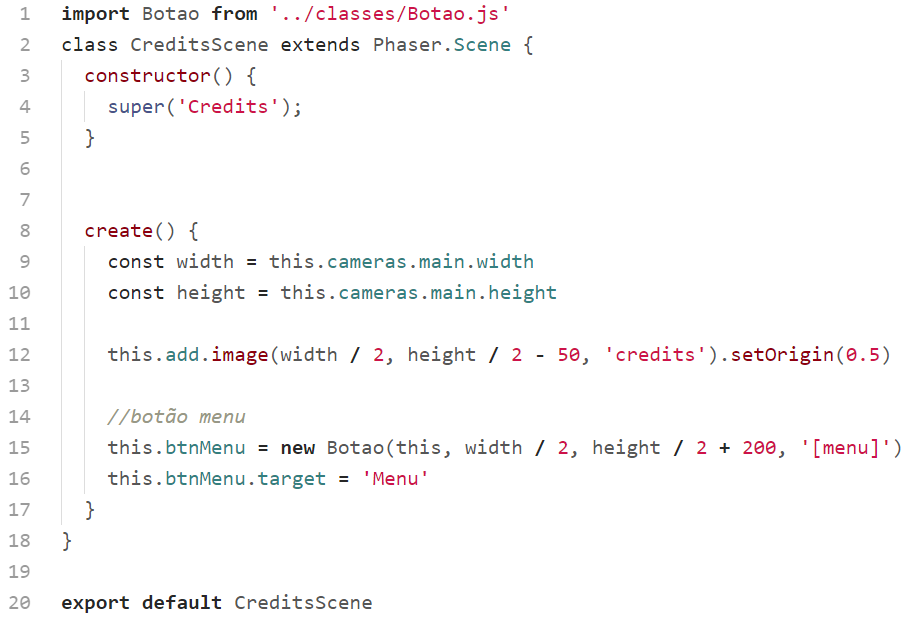 1 import Botao from '../classes/Botao.js'
2 class CreditsScene extends Phaser.Scene {
3   constructor() {
4     super('Credits');
5   }
6
7
8   create() {
9     const width = this.cameras.main.width
10     const height = this.cameras.main.height
11
12     this.add.image(width / 2, height / 2 - 50, 'credits').setOrigin(0.5)
13
14     //botão menu
15     this.btnMenu = new Botao(this, width / 2, height / 2 + 200, '[menu]')
16     this.btnMenu.target = 'Menu'
17   }
18 }
19
20 export default CreditsScene